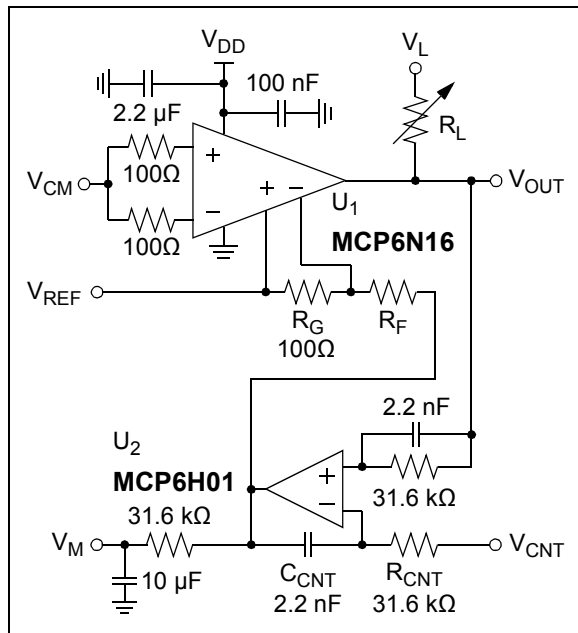 V_DD
V_L
2.2 µF
100 nF
R_L
V_CM
100Ω
+
+
−
−
100Ω
V_OUT
U_1
MCP6N16
V_REF
R_G
R_F
100Ω
2.2 nF
U_2
MCP6H01
+
−
31.6 kΩ
31.6 kΩ
V_M
V_CNT
10 µF
C_CNT
R_CNT
2.2 nF
31.6 kΩ